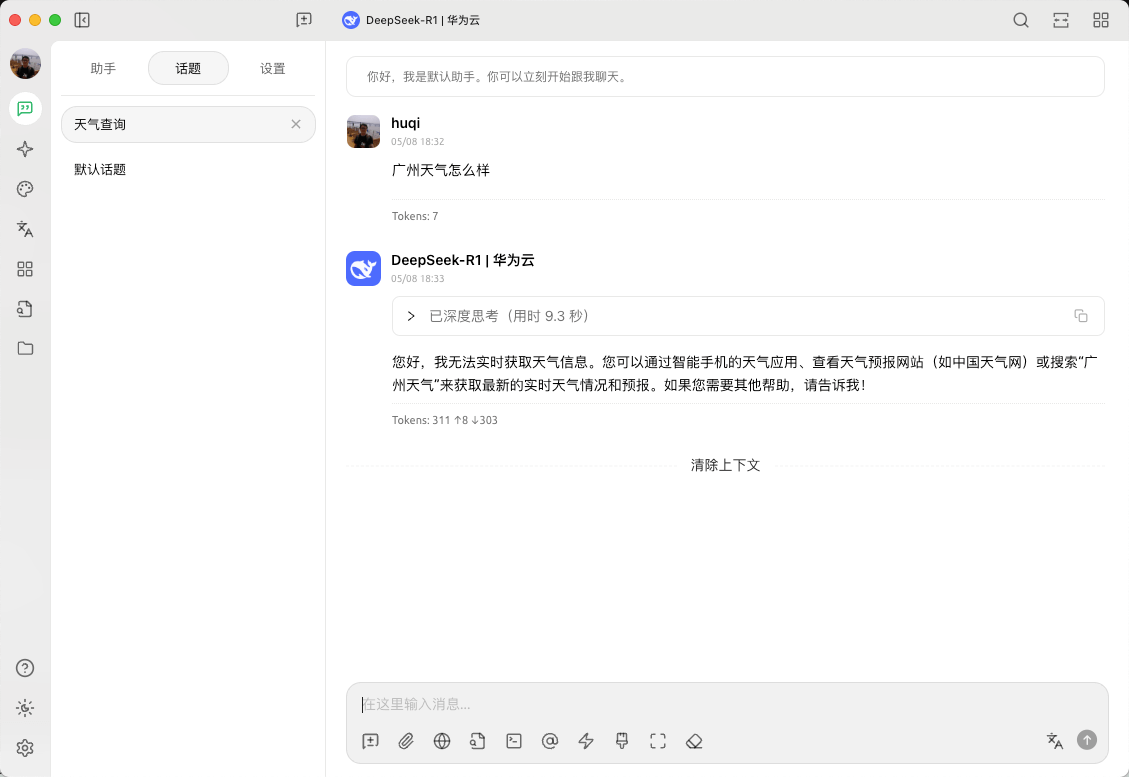 DeepSeek-R1 | 华为云
助手
话题
设置
天气查询
默认话题
你好，我是默认助手。你可以立刻开始跟我聊天。
huqi
05/08 18:32
广州天气怎么样
Tokens: 7
DeepSeek-R1 | 华为云
05/08 18:33
已深度思考（用时 9.3 秒）
您好，我无法实时获取天气信息。您可以通过智能手机的天气应用、查看天气预报网站（如中国天气网）或搜索“广
州天气”来获取最新的实时天气情况和预报。如果您需要其他帮助，请告诉我！
Tokens: 311 ↑8 ↓303
清除上下文
在这里输入消息...